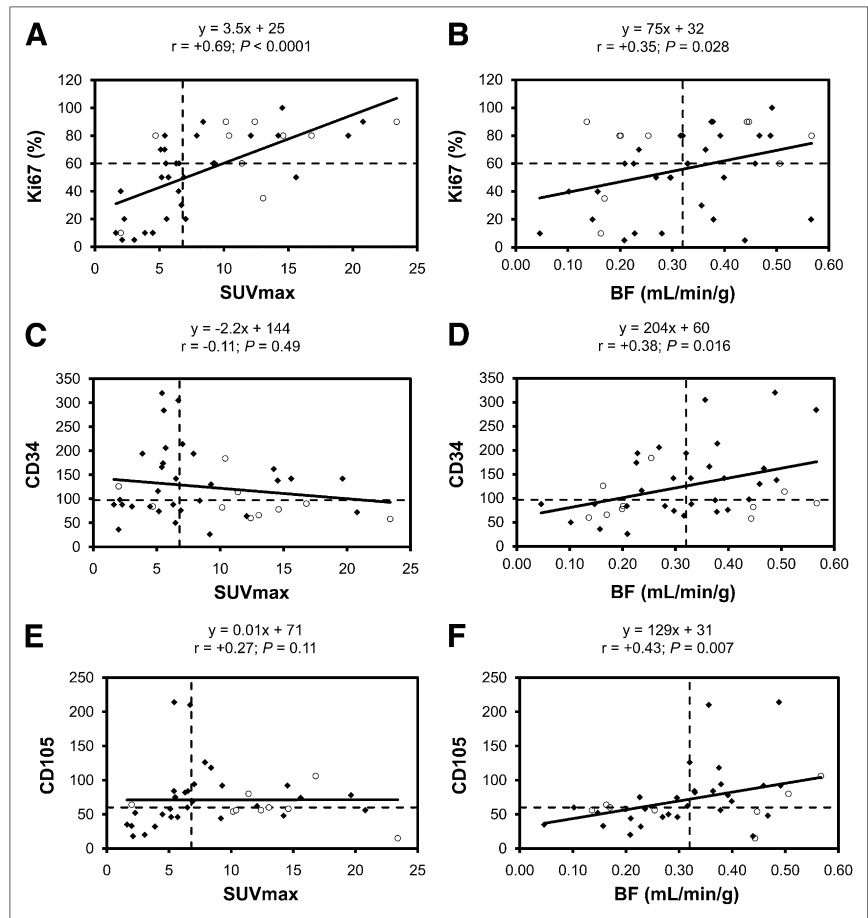 A
y = 3.5x + 25
r = +0.69; P < 0.0001
Ki67 (%)
120
100
80
60
40
20
0
0 5 10 15 20 25
SUVmax
B
y = 75x + 32
r = +0.35; P = 0.028
Ki67 (%)
120
100
80
60
40
20
0
0.00 0.10 0.20 0.30 0.40 0.50 0.60
BF (mL/min/g)
C
y = -2.2x + 144
r = -0.11; P = 0.49
CD34
350
300
250
200
150
100
50
0
0 5 10 15 20 25
SUVmax
D
y = 204x + 60
r = +0.38; P = 0.016
CD34
350
300
250
200
150
100
50
0
0.00 0.10 0.20 0.30 0.40 0.50 0.60
BF (mL/min/g)
E
y = 0.01x + 71
r = +0.27; P = 0.11
CD105
250
200
150
100
50
0
0 5 10 15 20 25
SUVmax
F
y = 129x + 31
r = +0.43; P = 0.007
CD105
250
200
150
100
50
0
0.00 0.10 0.20 0.30 0.40 0.50 0.60
BF (mL/min/g)